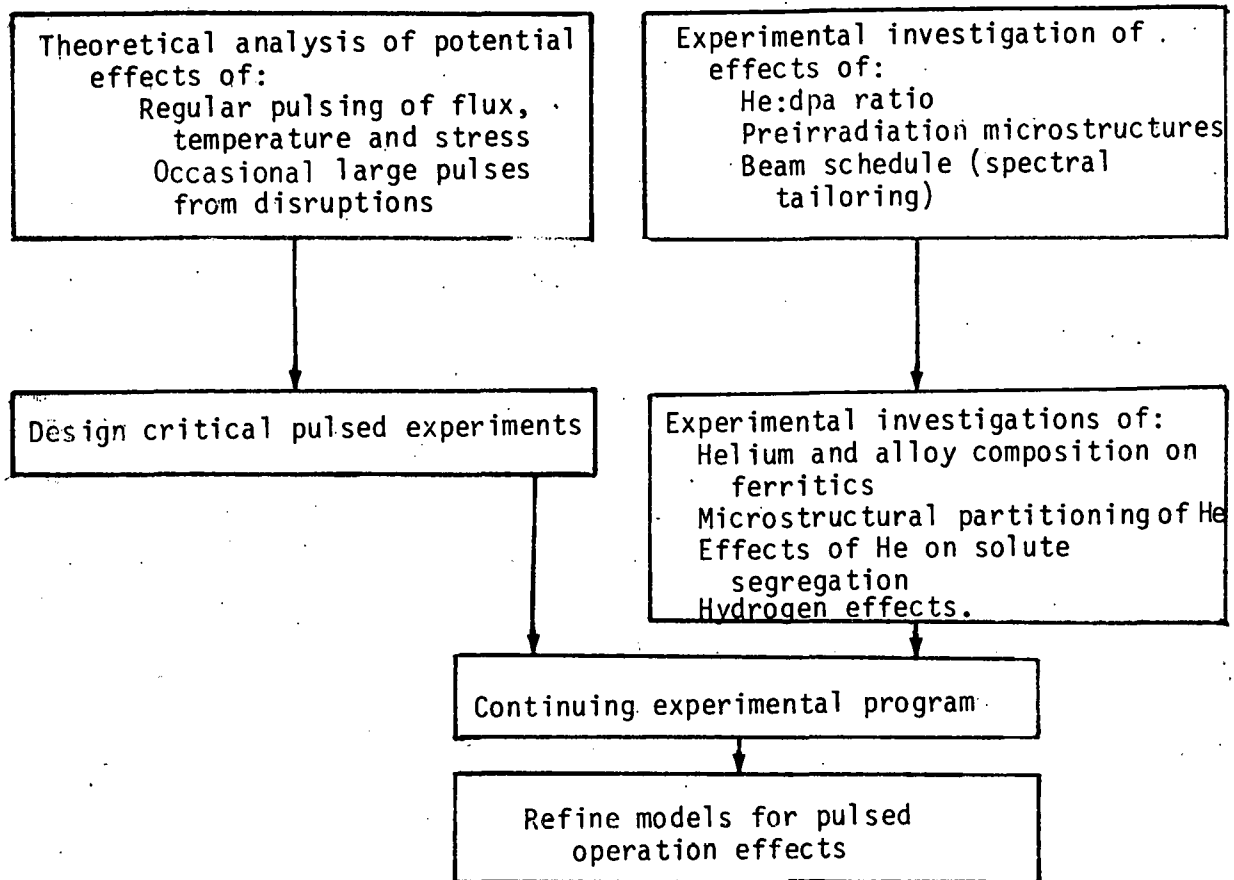 Theoretical analysis of potential
effects of:
Regular pulsing of flux,
temperature and stress
Occasional large pulses
from disruptions
Experimental investigation of
effects of:
He:dpa ratio
Preirradiation microstructures
Beam schedule (spectral
tailoring)
Design critical pulsed experiments
Experimental investigations of:
Helium and alloy composition on
ferritics
Microstructural partitioning of He
Effects of He on solute
segregation
Hydrogen effects.
Continuing experimental program
Refine models for pulsed
operation effects